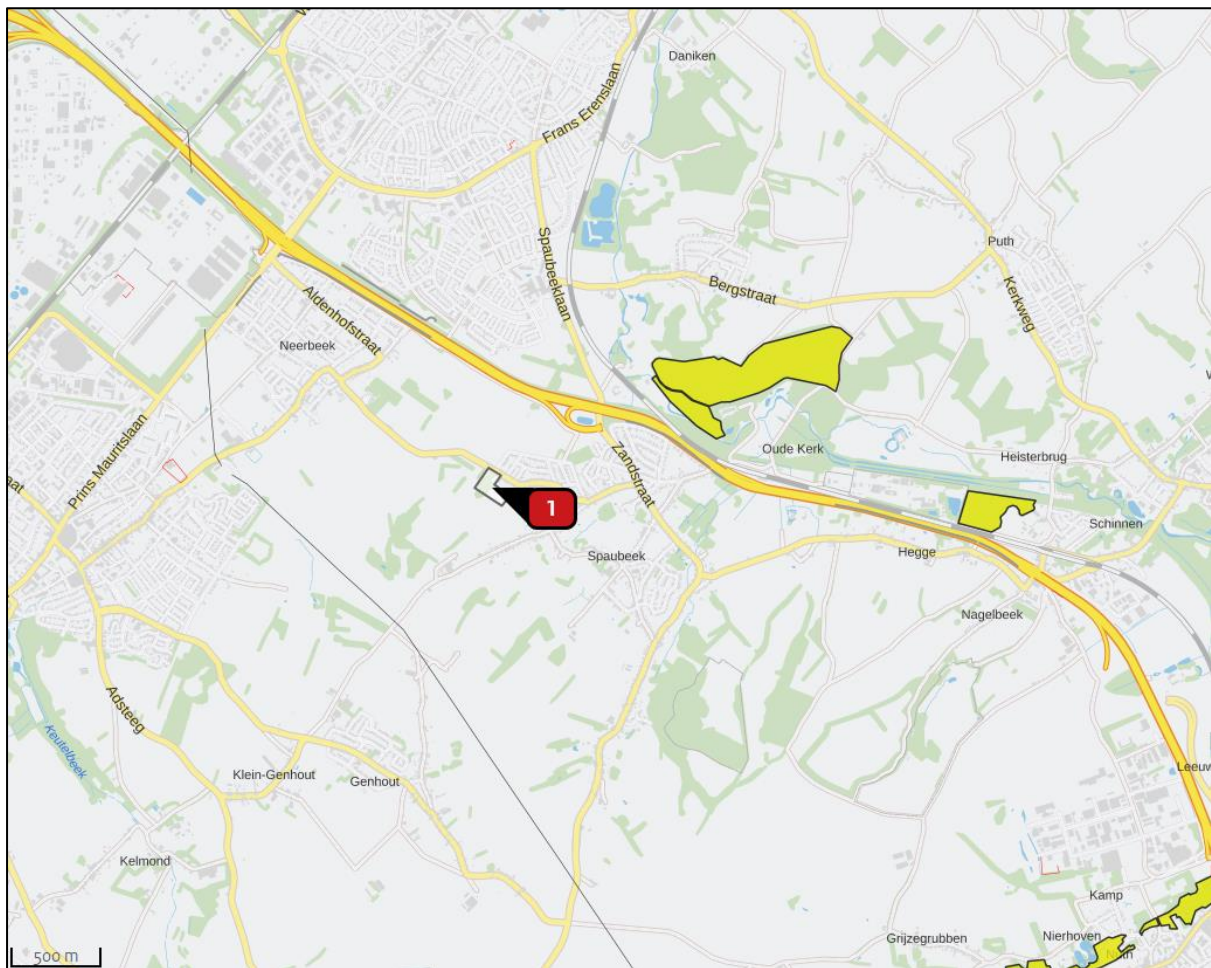 Daniken
Frans Erenslaan
Spaubeeklaan
Puth
Bergstraat
Kerkweg
Aldenhofstraat
Neerbeek
Prins Mauritslaan
Zandstraat
Oude Kerk
Heisterbrug
1
Schinnen
Spaubeek
Hegge
Nagelbeek
Adsteeg
Keutelbeek
Klein-Genhout
Genhout
Leeuw
Kelmond
Kamp
Grijzegrubben
Nierhoven
500 m